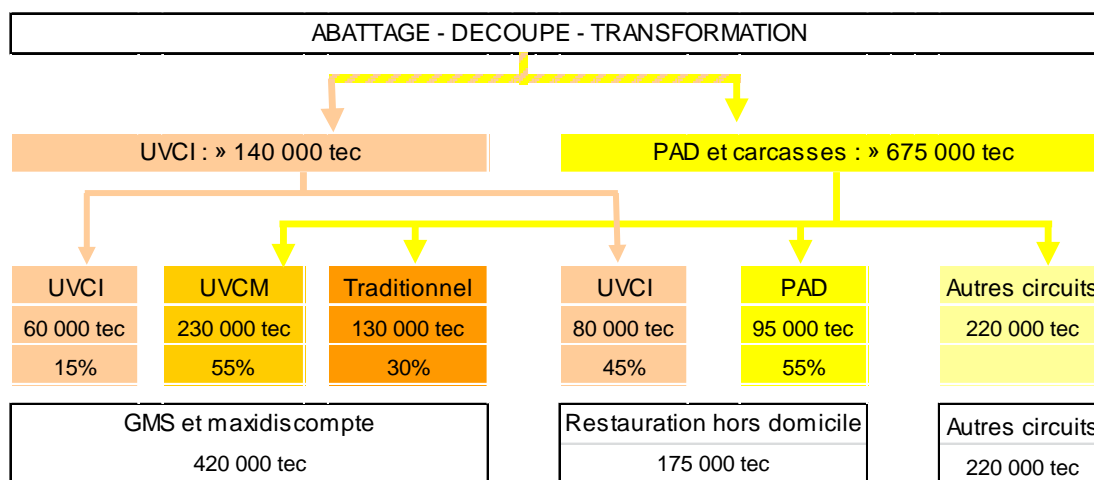 ABATTAGE - DECOUPE - TRANSFORMATION
UVCI : » 140 000 tec
PAD et carcasses : » 675 000 tec
UVCI
60 000 tec
15%
UVCM
230 000 tec
55%
Traditionnel
130 000 tec
30%
UVCI
80 000 tec
45%
PAD
95 000 tec
55%
Autres circuits
220 000 tec
GMS et maxidiscompte
420 000 tec
Restauration hors domicile
175 000 tec
Autres circuits
220 000 tec